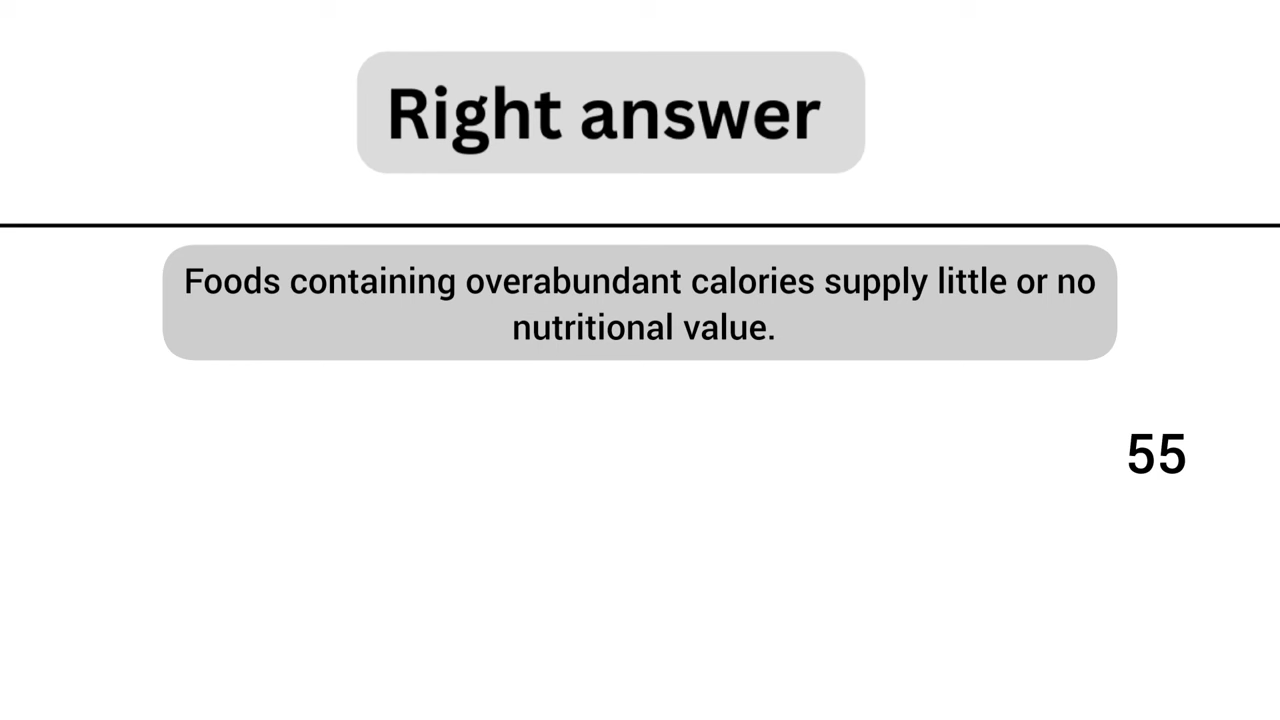 Right answer
Foods containing overabundant calories supply little or no
nutritional value.
55